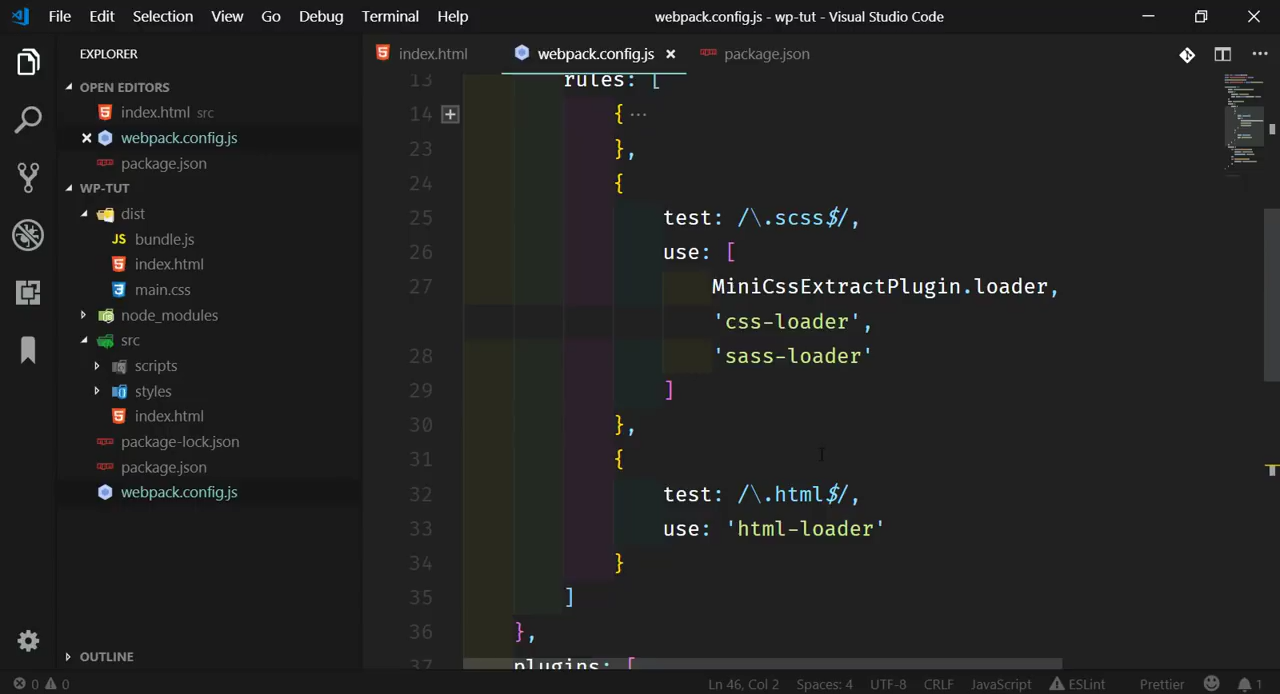 File Edit Selection View Go Debug Terminal Help
webpack.config.js - wp-tut - Visual Studio Code
EXPLORER
OPEN EDITORS
index.html src
webpack.config.js
package.json
WP-TUT
dist
JS bundle.js
index.html
main.css
node_modules
src
scripts
styles
index.html
package-lock.json
package.json
webpack.config.js
OUTLINE
index.html webpack.config.js package.json
13 rules: [
14 { ...
23 },
24 {
25 test: /\.scss$/,
26 use: [
27 MiniCssExtractPlugin.loader,
'css-loader',
28 'sass-loader'
29 ]
30 },
31 {
32 test: /\.html$/,
33 use: 'html-loader'
34 }
35 ]
36 },
37 plugins: [
0 0 Ln 46, Col 2 Spaces: 4 UTF-8 CRLF JavaScript ESLint Prettier 1